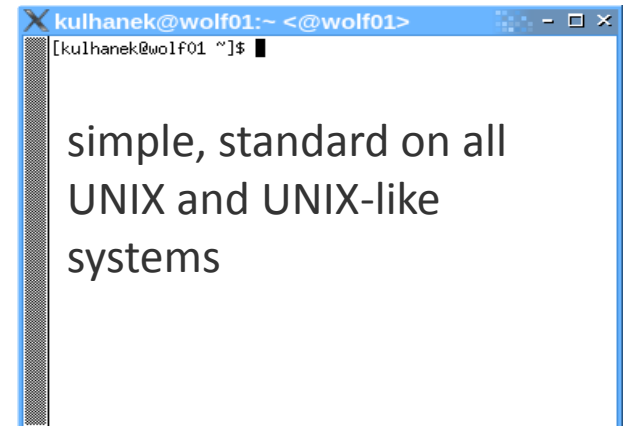 kulhanek@wolf01:~ <@wolf01>
[kulhanek@wolf01 ~]$
simple, standard on all
UNIX and UNIX-like
systems